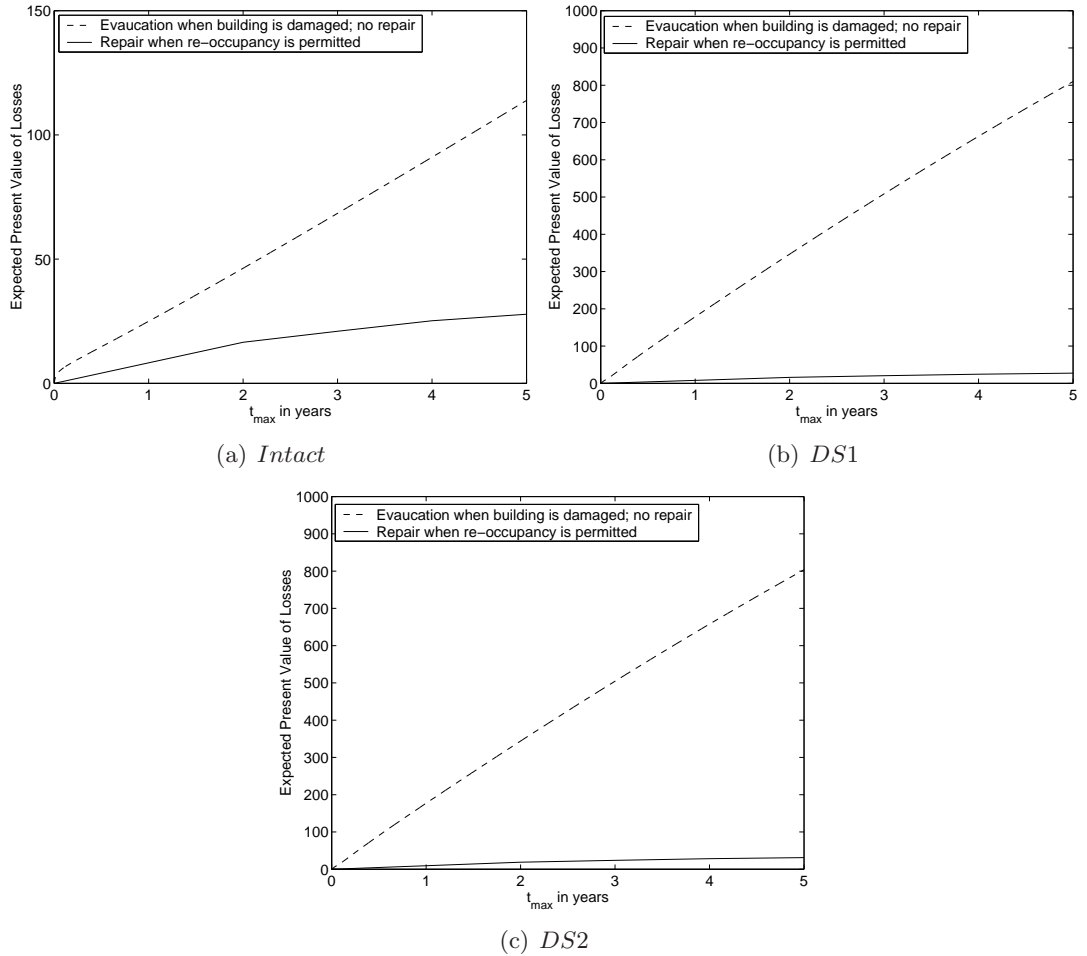 150
100
50
0
Expected Present Value of Losses
Evaucation when building is damaged; no repair
Repair when re−occupancy is permitted
0 1 2 3 4 5
t_max in years
(a) Intact
1000
900
800
700
600
500
400
300
200
100
0
Expected Present Value of Losses
Evaucation when building is damaged; no repair
Repair when re−occupancy is permitted
0 1 2 3 4 5
t_max in years
(b) DS1
1000
900
800
700
600
500
400
300
200
100
0
Expected Present Value of Losses
Evaucation when building is damaged; no repair
Repair when re−occupancy is permitted
0 1 2 3 4 5
t_max in years
(c) DS2